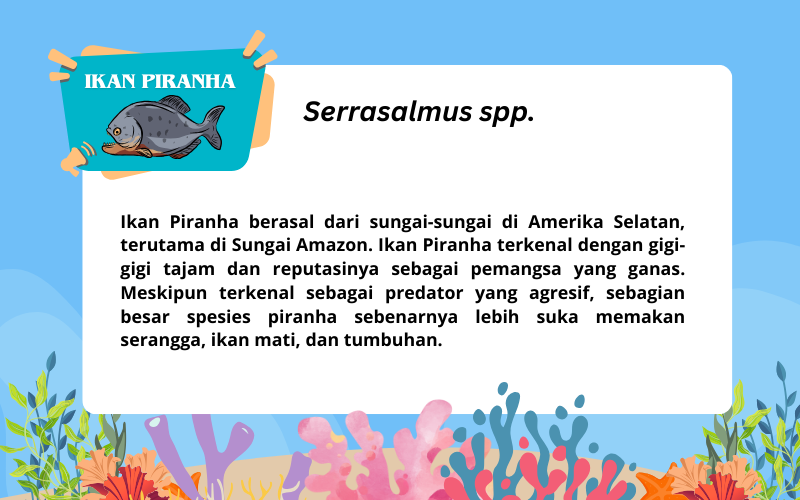 IKAN PIRANHA
Serrasalmus spp.
Ikan Piranha berasal dari sungai-sungai di Amerika Selatan,
terutama di Sungai Amazon. Ikan Piranha terkenal dengan gigi-
gigi tajam dan reputasinya sebagai pemangsa yang ganas.
Meskipun terkenal sebagai predator yang agresif, sebagian
besar spesies piranha sebenarnya lebih suka memakan
serangga, ikan mati, dan tumbuhan.